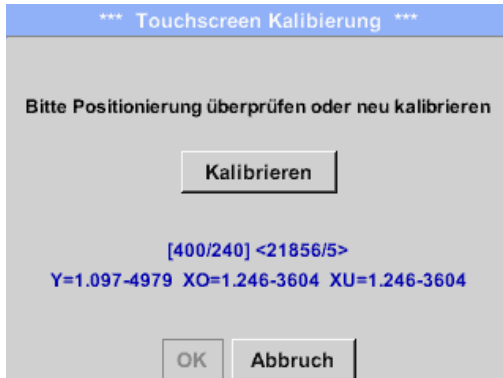 *** Touchscreen Kalibierung ***
Bitte Positionierung überprüfen oder neu kalibrieren
Kalibrieren
[400/240] <21856/5>
Y=1.097-4979 XO=1.246-3604 XU=1.246-3604
OK Abbruch